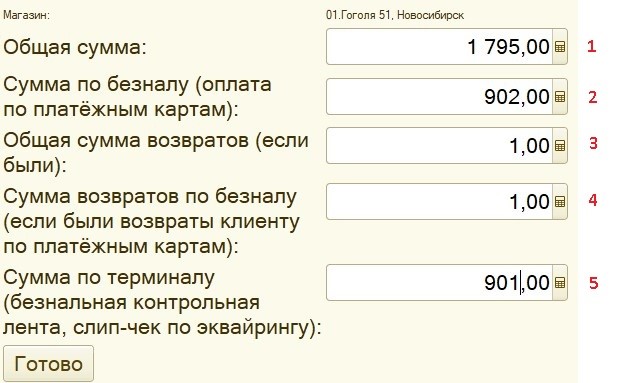 Магазин: 01.Гоголя 51, Новосибирск
Общая сумма: 1 795,00 1
Сумма по безналу (оплата
по платёжным картам): 902,00 2
Общая сумма возвратов (если
были): 1,00 3
Сумма возвратов по безналу
(если были возвраты клиенту
по платёжным картам): 1,00 4
Сумма по терминалу
(безнальная контрольная
лента, слип-чек по эквайрингу): 901,00 5
Готово